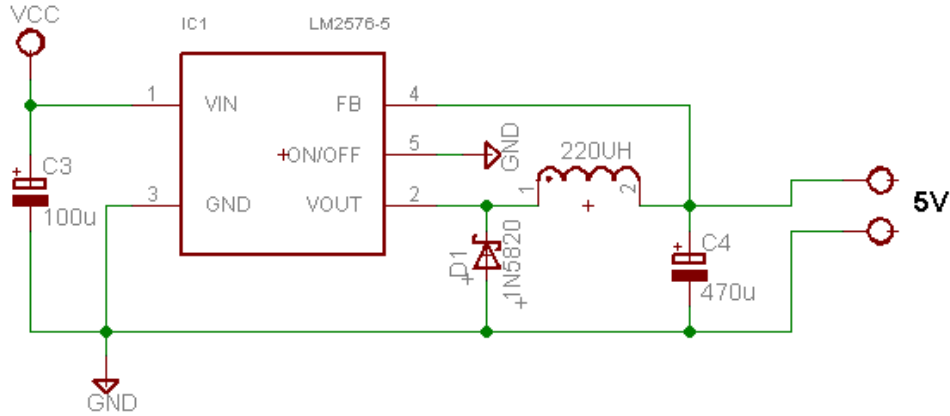 VCC
IC1 LM2576-5
1 VIN FB 4
ON/OFF 5 GND
3 GND VOUT 2
C3
100u
220UH
1 2
D1
1N5820
C4
470u
5V
GND